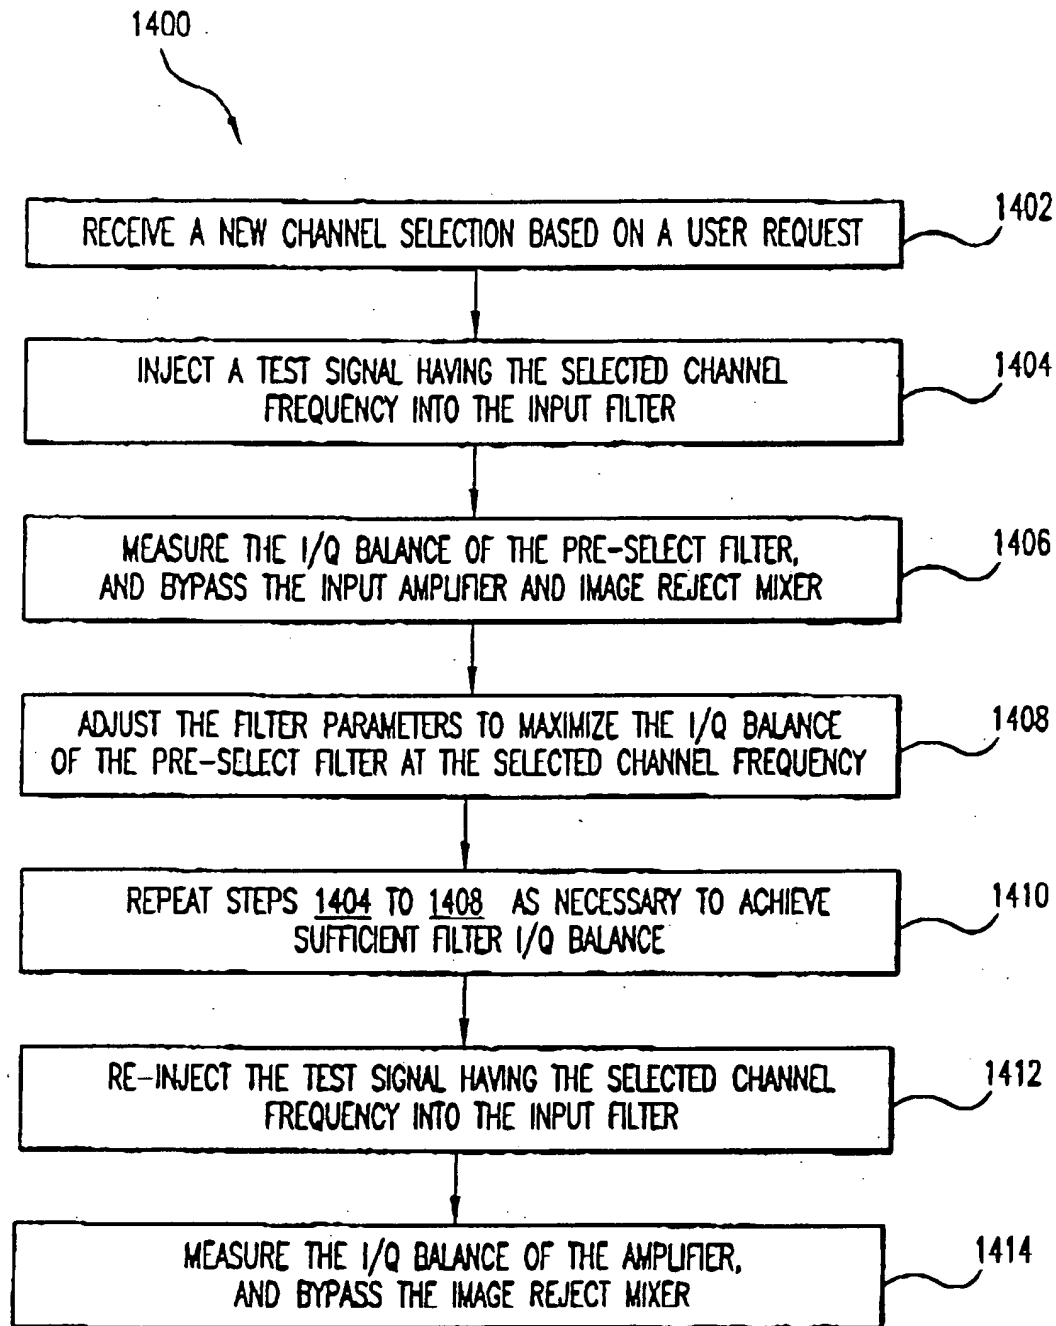 1400
RECEIVE A NEW CHANNEL SELECTION BASED ON A USER REQUEST
1402
INJECT A TEST SIGNAL HAVING THE SELECTED CHANNEL
FREQUENCY INTO THE INPUT FILTER
1404
MEASURE THE I/Q BALANCE OF THE PRE-SELECT FILTER,
AND BYPASS THE INPUT AMPLIFIER AND IMAGE REJECT MIXER
1406
ADJUST THE FILTER PARAMETERS TO MAXIMIZE THE I/Q BALANCE
OF THE PRE-SELECT FILTER AT THE SELECTED CHANNEL FREQUENCY
1408
REPEAT STEPS 1404 TO 1408 AS NECESSARY TO ACHIEVE
SUFFICIENT FILTER I/Q BALANCE
1410
RE-INJECT THE TEST SIGNAL HAVING THE SELECTED CHANNEL
FREQUENCY INTO THE INPUT FILTER
1412
MEASURE THE I/Q BALANCE OF THE AMPLIFIER,
AND BYPASS THE IMAGE REJECT MIXER
1414